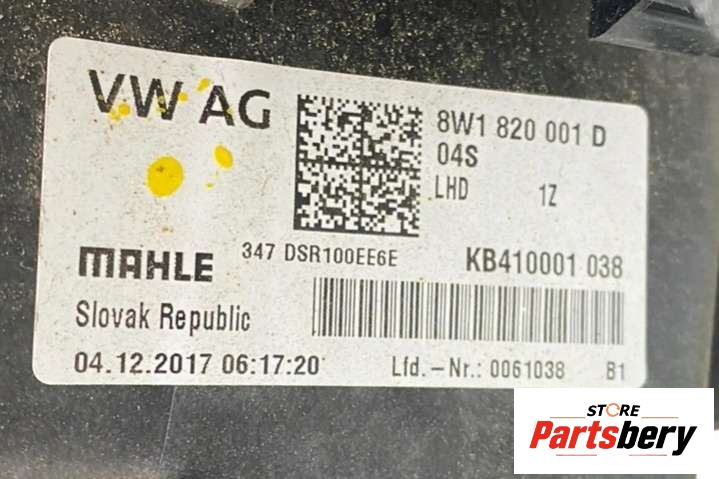 VW AG
8W1 820 001 D
04S
LHD 1Z
347 DSR100EE6E
KB410001 038
MAHLE
Slovak Republic
04.12.2017 06:17:20
Lfd.-Nr.: 0061038 B1
STORE
Partsbery